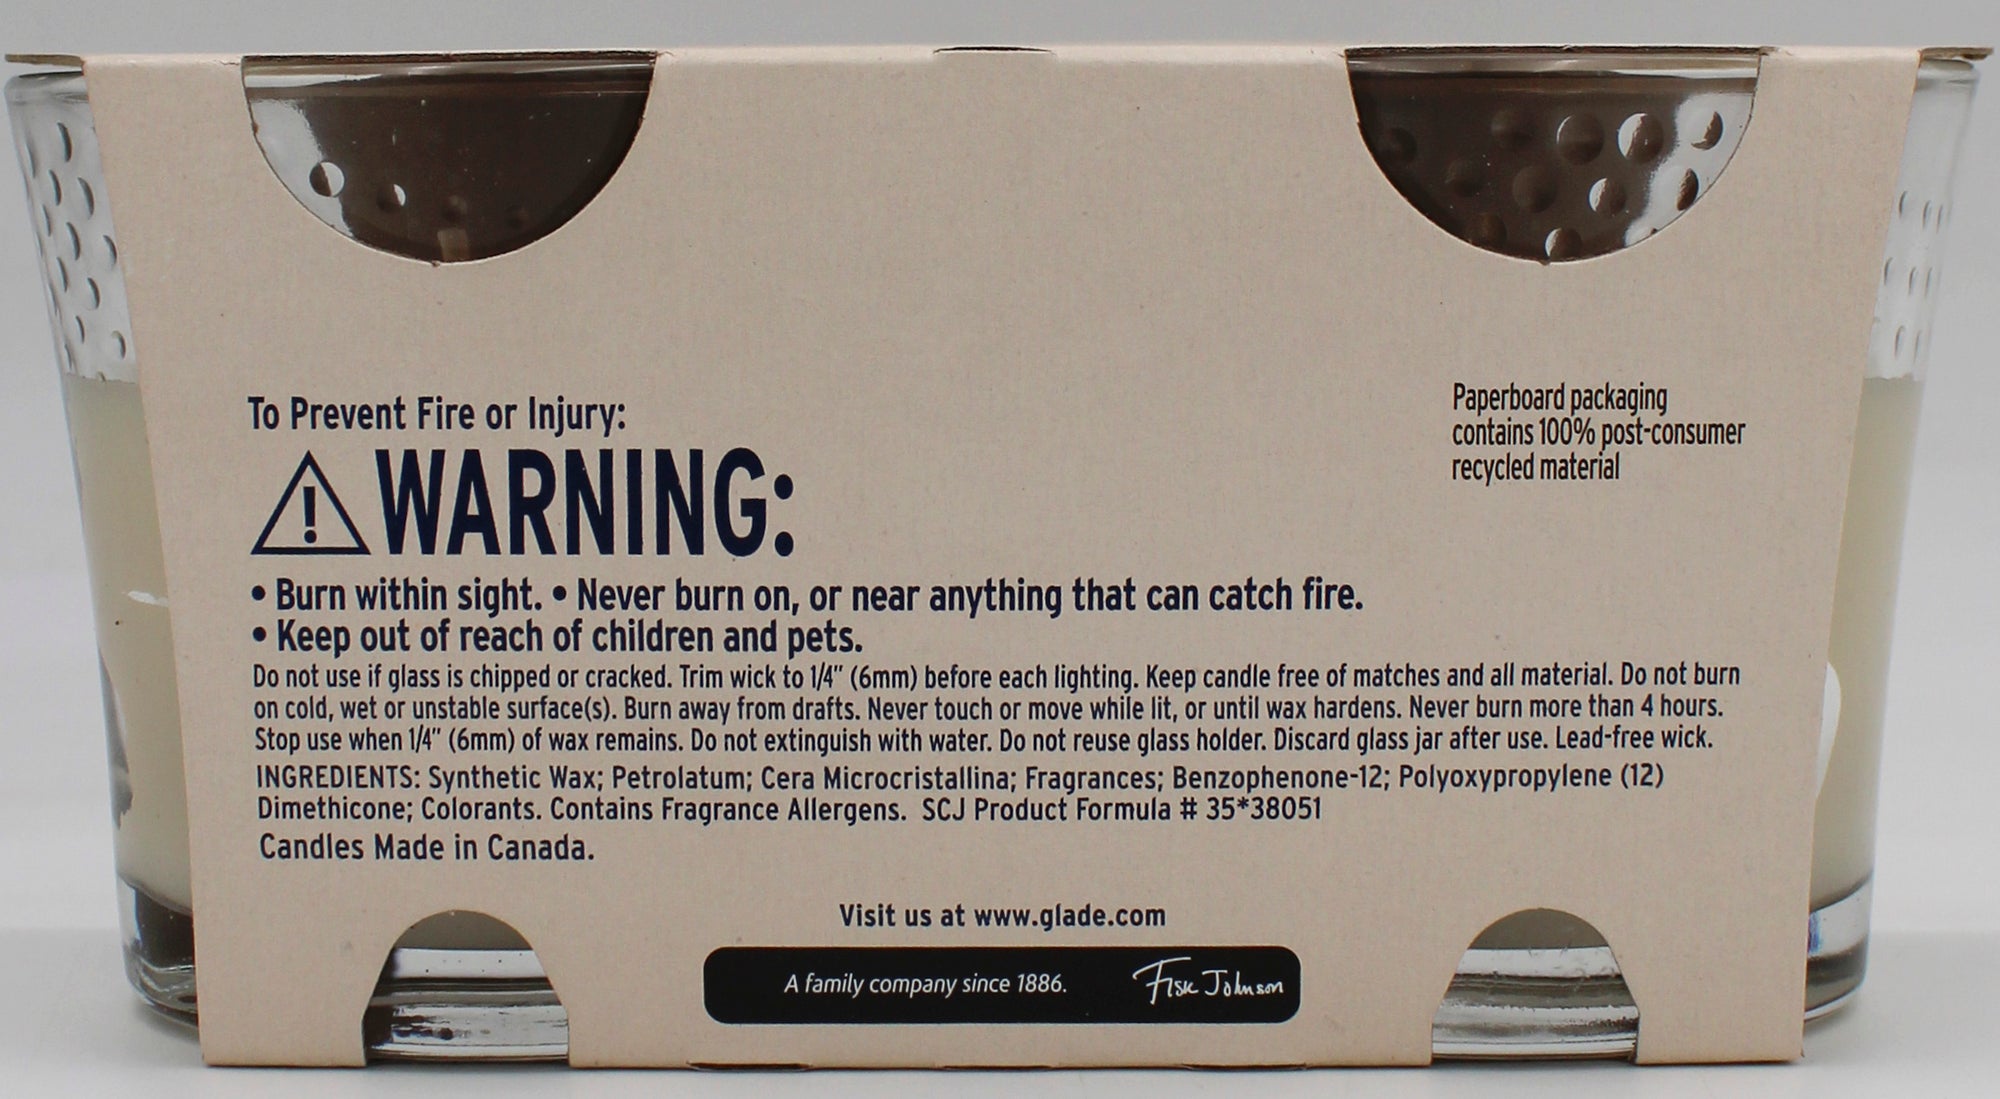 To Prevent Fire or Injury:
WARNING:
• Burn within sight. • Never burn on, or near anything that can catch fire.
• Keep out of reach of children and pets.
Do not use if glass is chipped or cracked. Trim wick to 1/4" (6mm) before each lighting. Keep candle free of matches and all material. Do not burn
on cold, wet or unstable surface(s). Burn away from drafts. Never touch or move while lit, or until wax hardens. Never burn more than 4 hours.
Stop use when 1/4" (6mm) of wax remains. Do not extinguish with water. Do not reuse glass holder. Discard glass jar after use. Lead-free wick.
INGREDIENTS: Synthetic Wax; Petrolatum; Cera Microcristallina; Fragrances; Benzophenone-12; Polyoxypropylene (12)
Dimethicone; Colorants. Contains Fragrance Allergens. SCJ Product Formula # 35*38051
Candles Made in Canada.
Paperboard packaging
contains 100% post-consumer
recycled material
Visit us at www.glade.com
A family company since 1886. Fisk Johnson